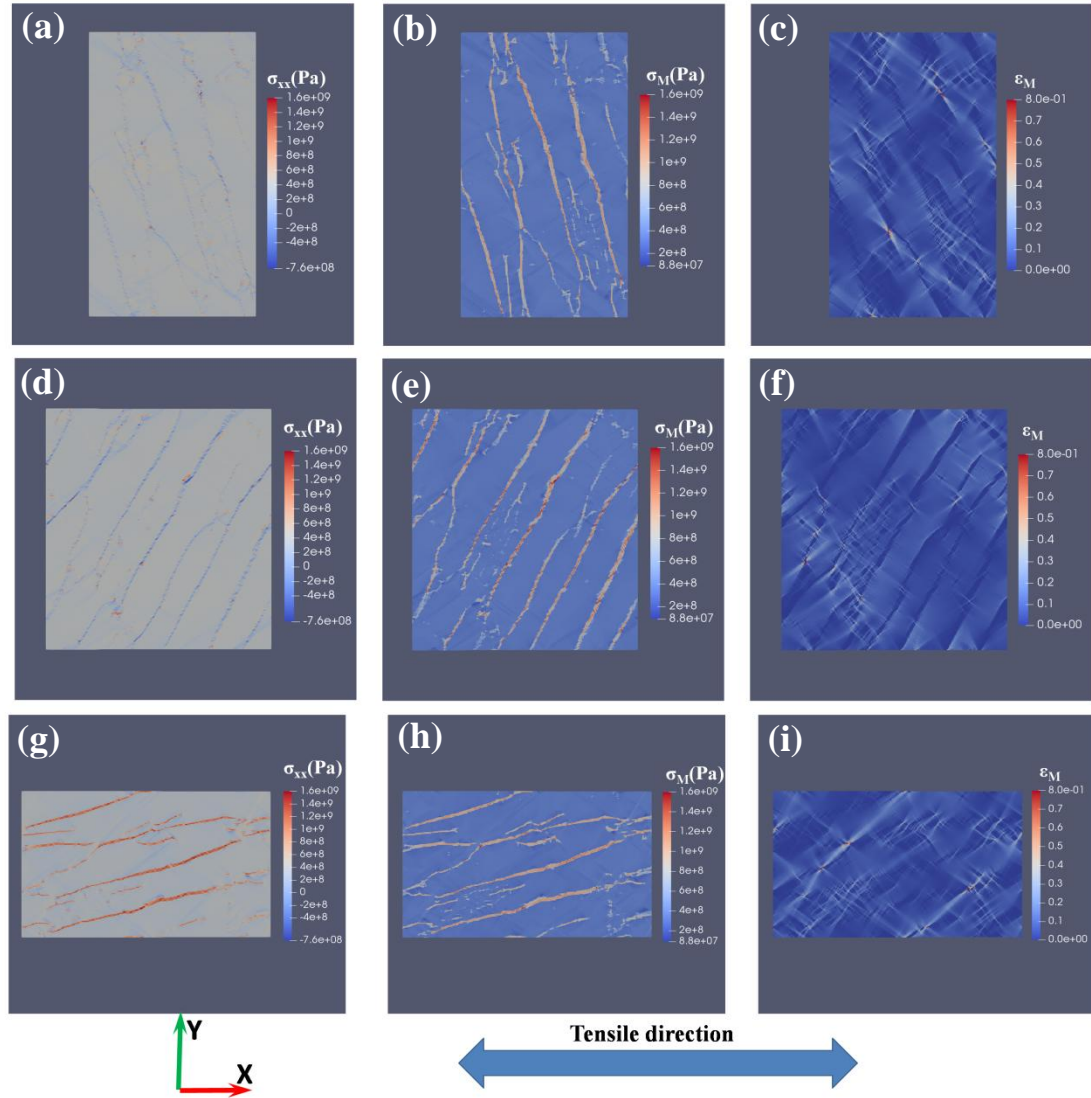 (a)
σxx(Pa)
1.6e+09
1.4e+9
1.2e+9
1e+9
8e+8
6e+8
4e+8
2e+8
0
-2e+8
-4e+8
-7.6e+08
(b)
σM(Pa)
1.6e+09
1.4e+9
1.2e+9
1e+9
8e+8
6e+8
4e+8
2e+8
8.8e+07
(c)
εM
8.0e-01
0.7
0.6
0.5
0.4
0.3
0.2
0.1
0.0e+00
(d)
σxx(Pa)
1.6e+09
1.4e+9
1.2e+9
1e+9
8e+8
6e+8
4e+8
2e+8
0
-2e+8
-4e+8
-7.6e+08
(e)
σM(Pa)
1.6e+09
1.4e+9
1.2e+9
1e+9
8e+8
6e+8
4e+8
2e+8
8.8e+07
(f)
εM
8.0e-01
0.7
0.6
0.5
0.4
0.3
0.2
0.1
0.0e+00
(g)
σxx(Pa)
1.6e+09
1.4e+9
1.2e+9
1e+9
8e+8
6e+8
4e+8
2e+8
0
-2e+8
-4e+8
-7.6e+08
(h)
σM(Pa)
1.6e+09
1.4e+9
1.2e+9
1e+9
8e+8
6e+8
4e+8
2e+8
8.8e+07
(i)
εM
8.0e-01
0.7
0.6
0.5
0.4
0.3
0.2
0.1
0.0e+00
Y
X
Tensile direction